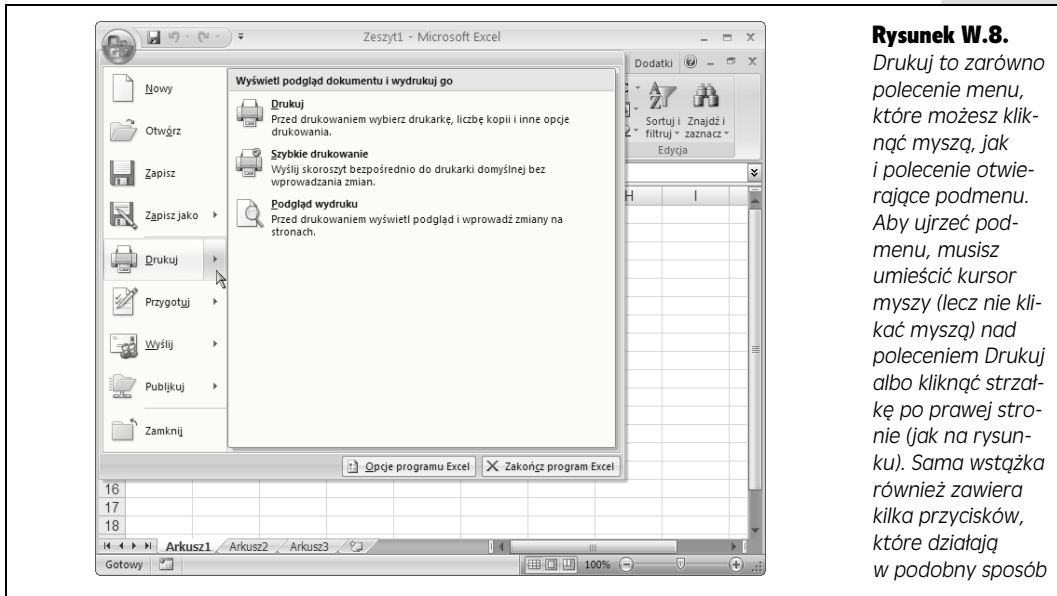 Zeszyt1 - Microsoft Excel
Dodatki
Nowy
Otwórz
Zapisz
Zapisz jako
Drukuj
Przygotuj
Wyślij
Publikuj
Zamknij
Wyświetl podgląd dokumentu i wydrukuj go
Drukuj
Przed drukowaniem wybierz drukarkę, liczbę kopii i inne opcje
drukowania.
Szybkie drukowanie
Wyślij skoroszyt bezpośrednio do drukarki domyślnej bez
wprowadzania zmian.
Podgląd wydruku
Przed drukowaniem wyświetl podgląd i wprowadź zmiany na
stronach.
Opcje programu Excel
Zakończ program Excel
Sortuj i
filtruj
Znajdź i
zaznacz
Edycja
H I
16
17
18
Arkusz1 Arkusz2 Arkusz3
Gotowy
100%
Rysunek W.8.
Drukuj to zarówno
polecenie menu,
które możesz klik-
nąć myszą, jak
i polecenie otwie-
rające podmenu.
Aby ujrzeć pod-
menu, musisz
umieścić kursor
myszy (lecz nie kli-
kać myszą) nad
poleceniem Drukuj
albo kliknąć strzał-
kę po prawej stro-
nie (jak na rysun-
ku). Sama wstążka
również zawiera
kilka przycisków,
które działają
w podobny sposób